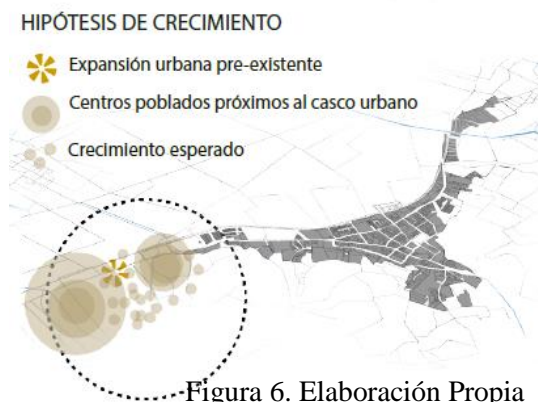 HIPÓTESIS DE CRECIMIENTO
Expansión urbana pre-existente
Centros poblados próximos al casco urbano
Crecimiento esperado
Figura 6. Elaboración Propia